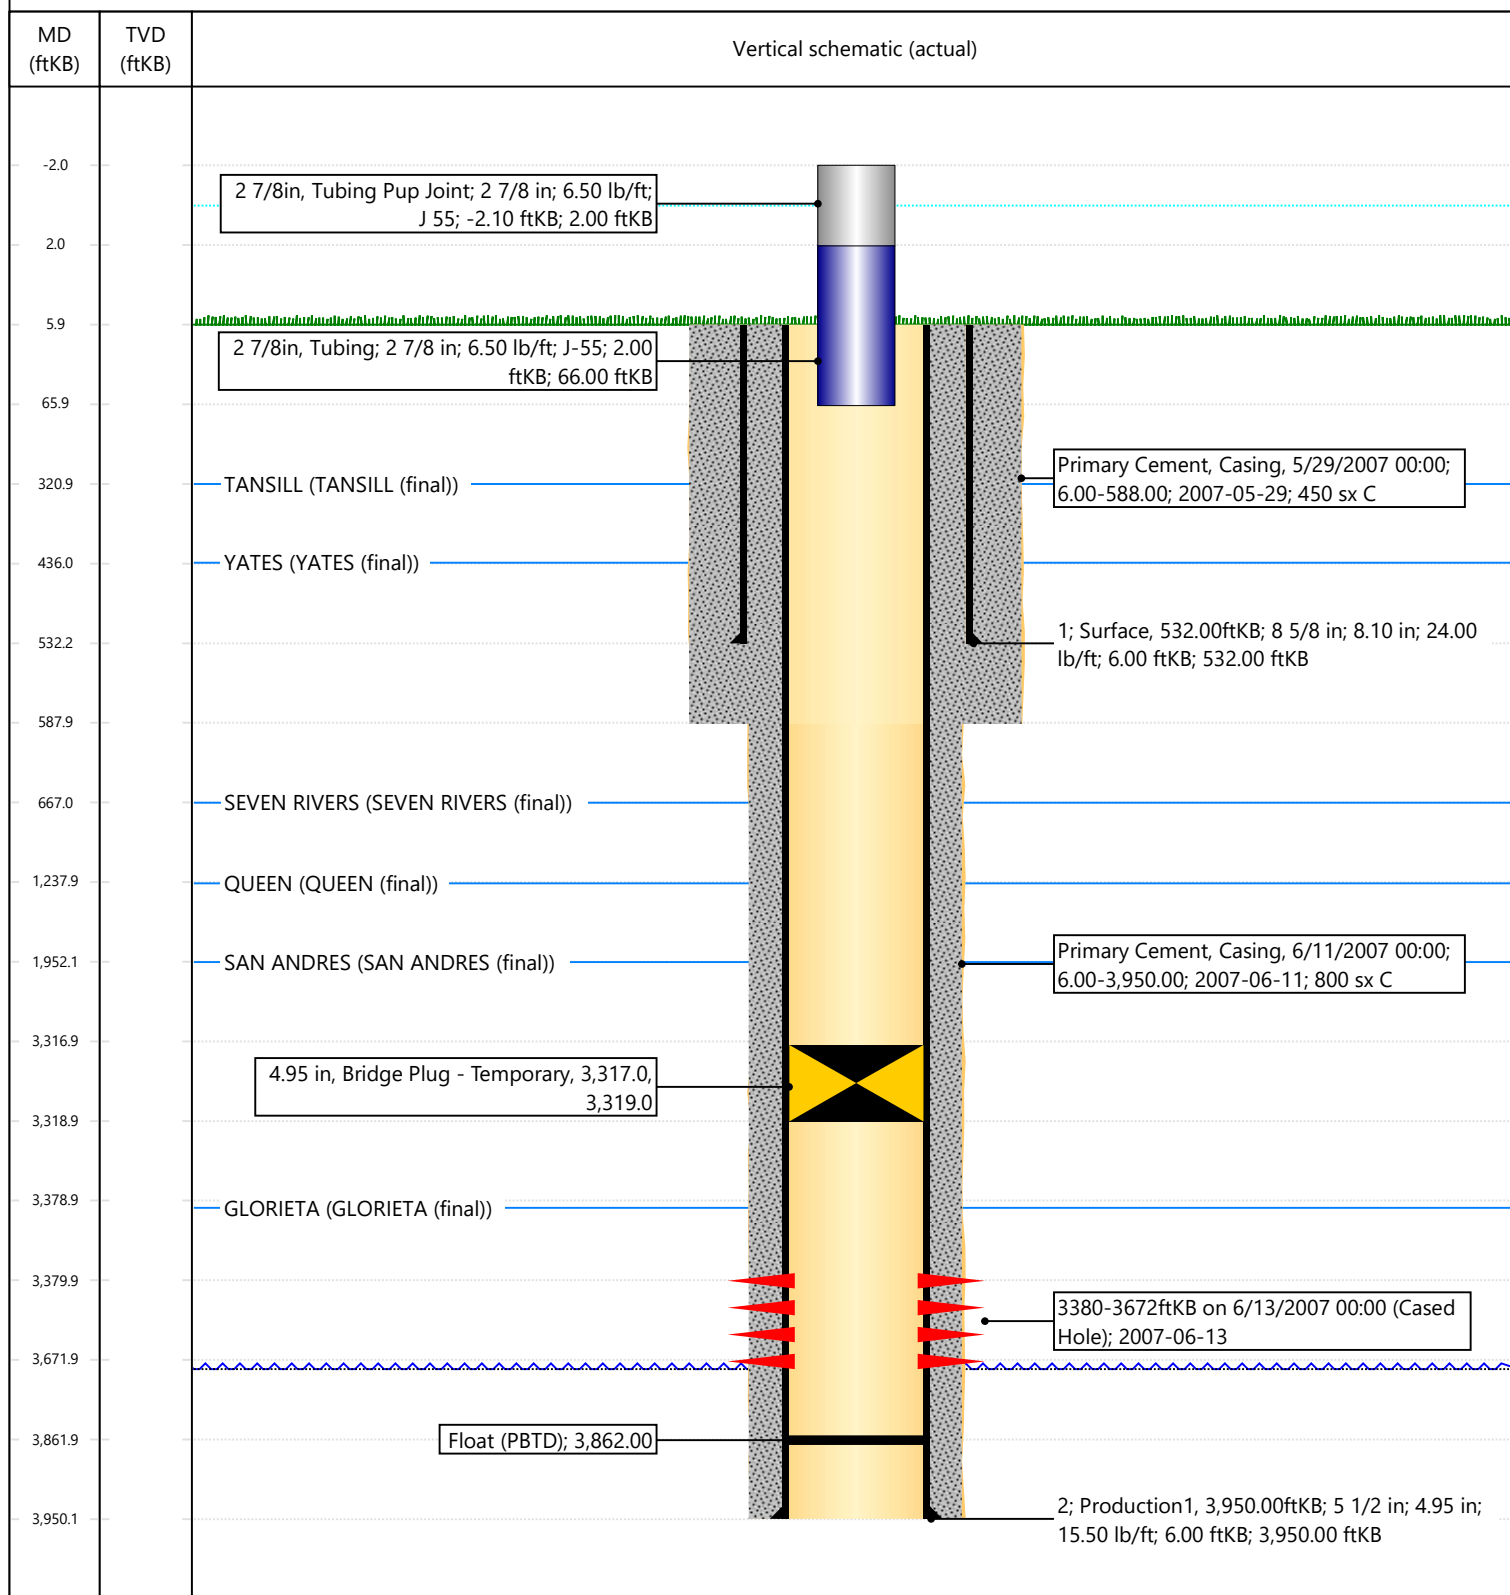 MD
(ftKB)
TVD
(ftKB)
Vertical schematic (actual)
-2.0
2 7/8in, Tubing Pup Joint; 2 7/8 in; 6.50 lb/ft;
J 55; -2.10 ftKB; 2.00 ftKB
2.0
5.9
2 7/8in, Tubing; 2 7/8 in; 6.50 lb/ft; J-55; 2.00
ftKB; 66.00 ftKB
65.9
Primary Cement, Casing, 5/29/2007 00:00;
6.00-588.00; 2007-05-29; 450 sx C
320.9
TANSILL (TANSILL (final))
436.0
YATES (YATES (final))
532.2
1; Surface, 532.00ftKB; 8 5/8 in; 8.10 in; 24.00
lb/ft; 6.00 ftKB; 532.00 ftKB
587.9
667.0
SEVEN RIVERS (SEVEN RIVERS (final))
1,237.9
QUEEN (QUEEN (final))
1,952.1
SAN ANDRES (SAN ANDRES (final))
Primary Cement, Casing, 6/11/2007 00:00;
6.00-3,950.00; 2007-06-11; 800 sx C
3,316.9
4.95 in, Bridge Plug - Temporary, 3,317.0,
3,319.0
3,318.9
3,378.9
GLORIETA (GLORIETA (final))
3,379.9
3380-3672ftKB on 6/13/2007 00:00 (Cased
Hole); 2007-06-13
3,671.9
3,861.9
Float (PBTD); 3,862.00
3,950.1
2; Production1, 3,950.00ftKB; 5 1/2 in; 4.95 in;
15.50 lb/ft; 6.00 ftKB; 3,950.00 ftKB